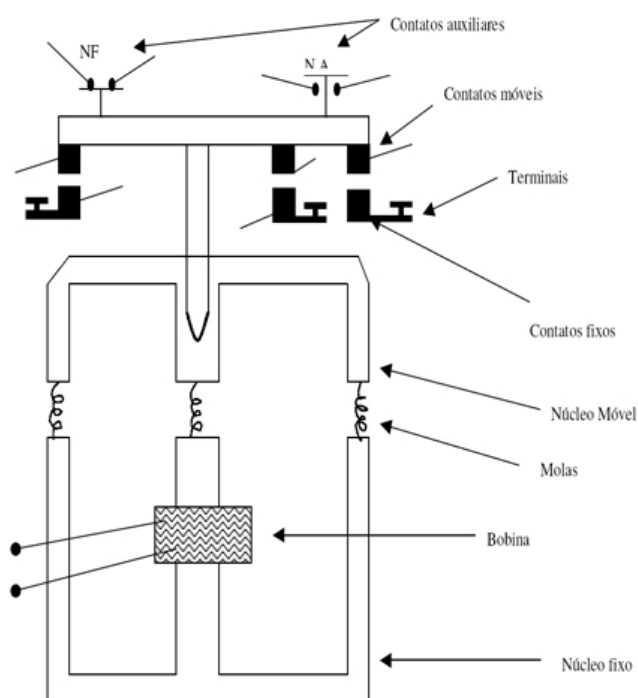 Contatos auxiliares
NF
N A
Contatos móveis
Terminais
Contatos fixos
Núcleo Móvel
Molas
Bobina
Núcleo fixo